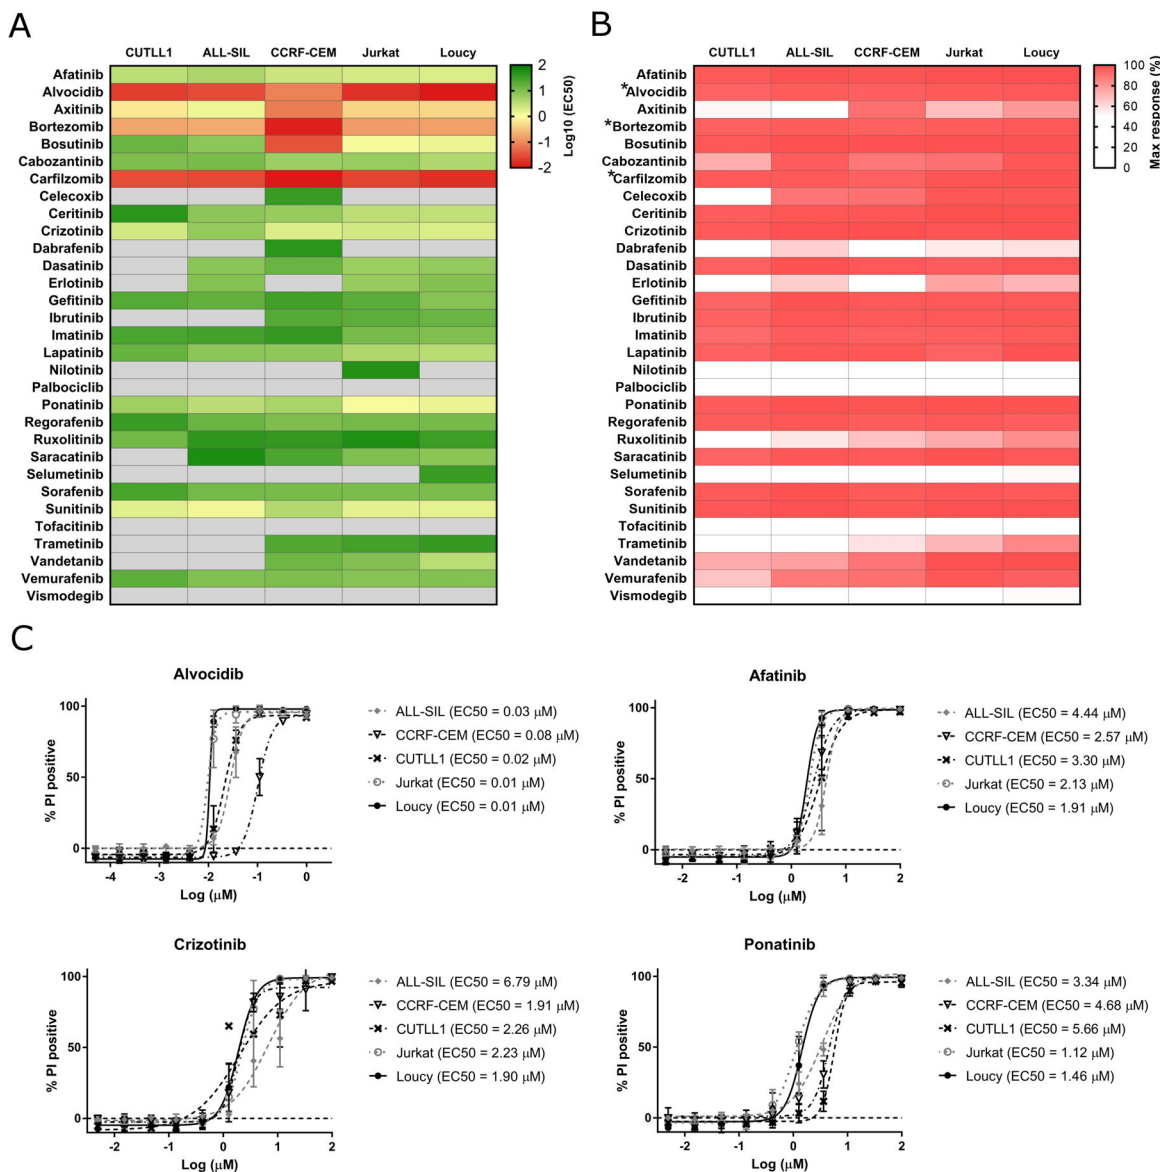 A
CUTLL1 ALL-SIL CCRF-CEM Jurkat Loucy
Afatinib
Alvocidib
Axitinib
Bortezomib
Bosutinib
Cabozantinib
Carfilzomib
Celecoxib
Ceritinib
Crizotinib
Dabrafenib
Dasatinib
Erlotinib
Gefitinib
Ibrutinib
Imatinib
Lapatinib
Nilotinib
Palbociclib
Ponatinib
Regorafenib
Ruxolitinib
Saracatinib
Selumetinib
Sorafenib
Sunitinib
Tofacitinib
Trametinib
Vandetanib
Vemurafenib
Vismodegib
2
1
0
-1
-2
Log10 (EC50)
B
CUTLL1 ALL-SIL CCRF-CEM Jurkat Loucy
Afatinib
*Alvocidib
Axitinib
*Bortezomib
Bosutinib
Cabozantinib
*Carfilzomib
Celecoxib
Ceritinib
Crizotinib
Dabrafenib
Dasatinib
Erlotinib
Gefitinib
Ibrutinib
Imatinib
Lapatinib
Nilotinib
Palbociclib
Ponatinib
Regorafenib
Ruxolitinib
Saracatinib
Selumetinib
Sorafenib
Sunitinib
Tofacitinib
Trametinib
Vandetanib
Vemurafenib
Vismodegib
100
80
60
40
20
0
Max response (%)
C
Alvocidib
% PI positive
100
50
0
-4 -3 -2 -1 0
Log (µM)
ALL-SIL (EC50 = 0.03 µM)
CCRF-CEM (EC50 = 0.08 µM)
CUTLL1 (EC50 = 0.02 µM)
Jurkat (EC50 = 0.01 µM)
Loucy (EC50 = 0.01 µM)
Afatinib
% PI positive
100
50
0
-2 -1 0 1 2
Log (µM)
ALL-SIL (EC50 = 4.44 µM)
CCRF-CEM (EC50 = 2.57 µM)
CUTLL1 (EC50 = 3.30 µM)
Jurkat (EC50 = 2.13 µM)
Loucy (EC50 = 1.91 µM)
Crizotinib
% PI positive
100
50
0
-2 -1 0 1 2
Log (µM)
ALL-SIL (EC50 = 6.79 µM)
CCRF-CEM (EC50 = 1.91 µM)
CUTLL1 (EC50 = 2.26 µM)
Jurkat (EC50 = 2.23 µM)
Loucy (EC50 = 1.90 µM)
Ponatinib
% PI positive
100
50
0
-2 -1 0 1 2
Log (µM)
ALL-SIL (EC50 = 3.34 µM)
CCRF-CEM (EC50 = 4.68 µM)
CUTLL1 (EC50 = 5.66 µM)
Jurkat (EC50 = 1.12 µM)
Loucy (EC50 = 1.46 µM)